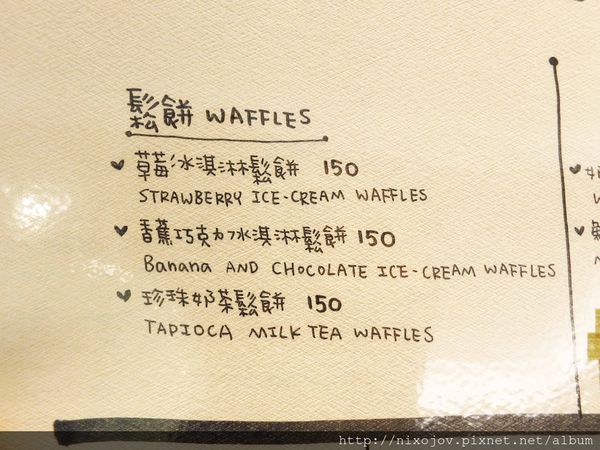 鬆餅 WAFFLES
草莓冰淇淋鬆餅 150
STRAWBERRY ICE-CREAM WAFFLES
香蕉巧克力冰淇淋鬆餅 150
Banana AND CHOCOLATE ICE-CREAM WAFFLES
珍珠奶茶鬆餅 150
TAPIOCA MILK TEA WAFFLES
http://nixojov.pixnet.net/album